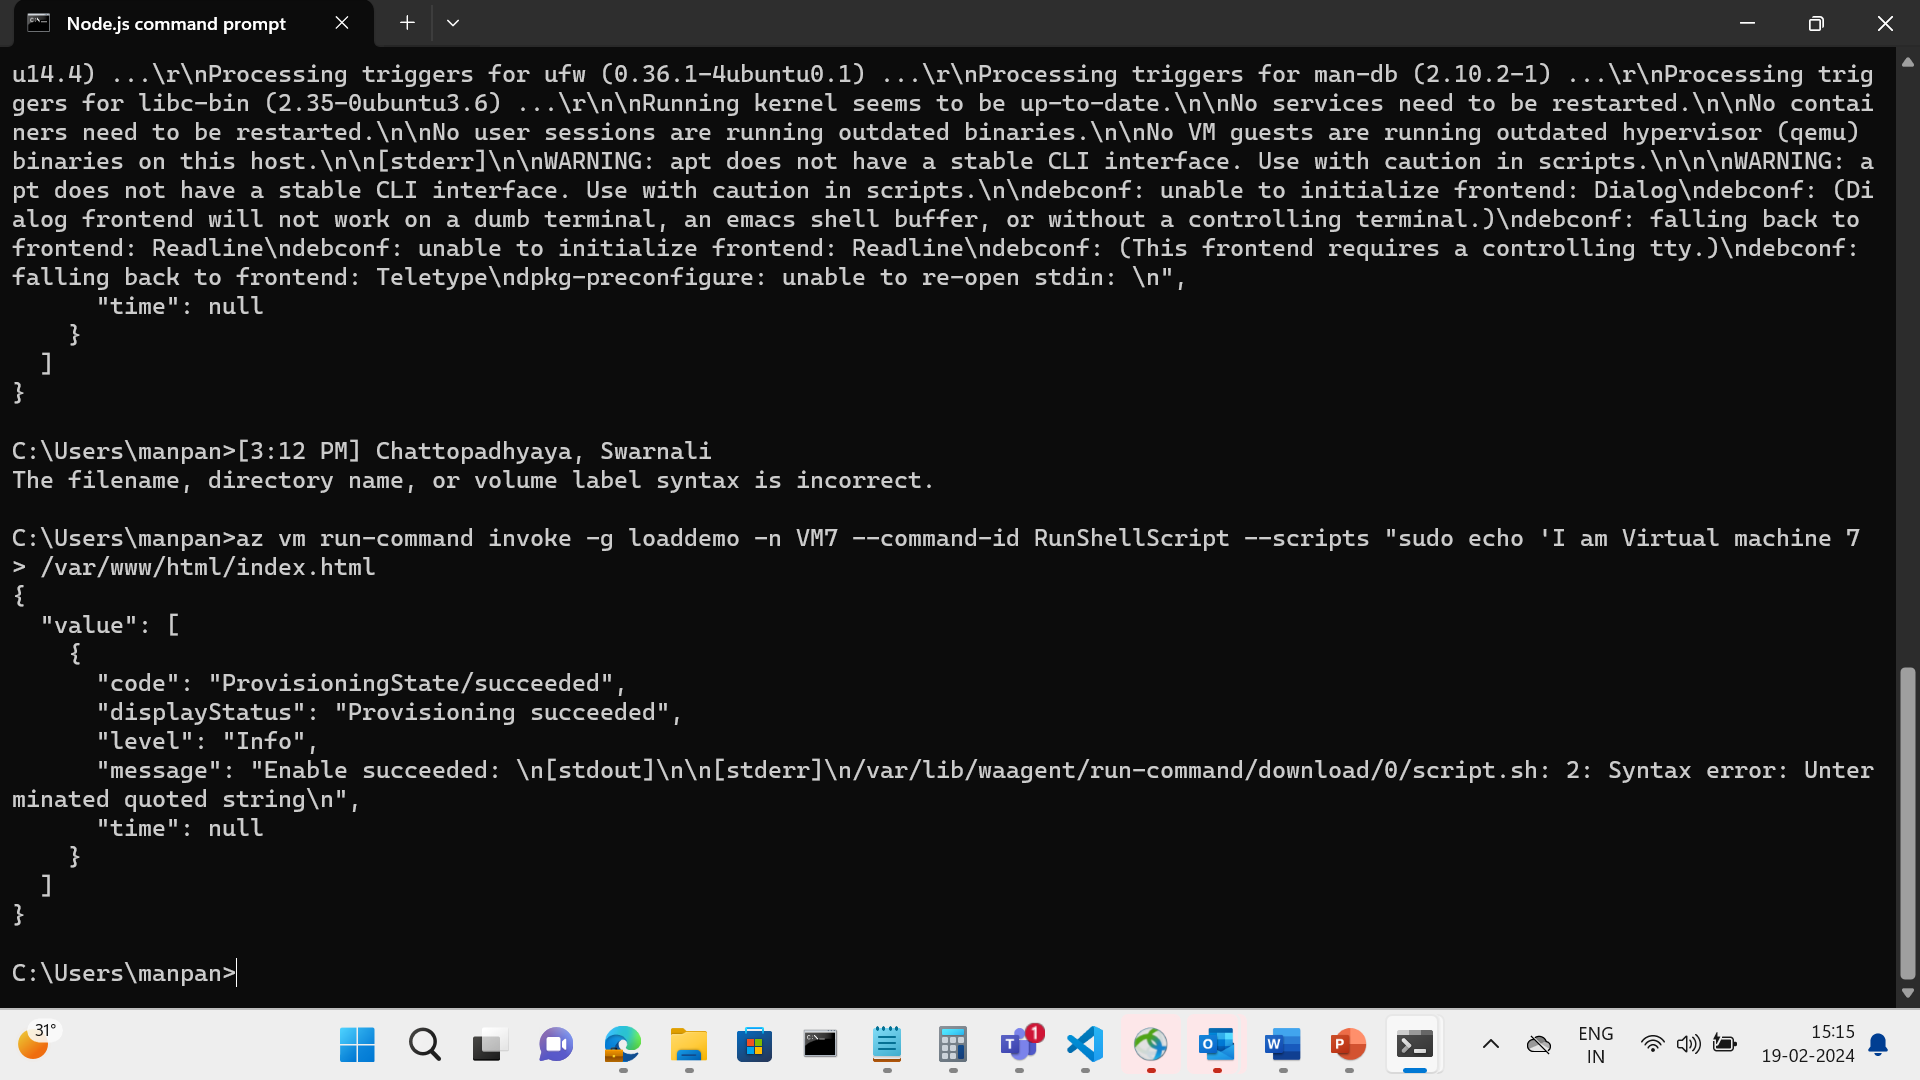 Node.js command prompt
u14.4) ...\r\nProcessing triggers for ufw (0.36.1-4ubuntu0.1) ...\r\nProcessing triggers for man-db (2.10.2-1) ...\r\nProcessing trig
gers for libc-bin (2.35-0ubuntu3.6) ...\r\n\nRunning kernel seems to be up-to-date.\n\nNo services need to be restarted.\n\nNo contai
ners need to be restarted.\n\nNo user sessions are running outdated binaries.\n\nNo VM guests are running outdated hypervisor (qemu)
binaries on this host.\n\n[stderr]\n\nWARNING: apt does not have a stable CLI interface. Use with caution in scripts.\n\n\nWARNING: a
pt does not have a stable CLI interface. Use with caution in scripts.\n\ndebconf: unable to initialize frontend: Dialog\ndebconf: (Di
alog frontend will not work on a dumb terminal, an emacs shell buffer, or without a controlling terminal.)\ndebconf: falling back to
frontend: Readline\ndebconf: unable to initialize frontend: Readline\ndebconf: (This frontend requires a controlling tty.)\ndebconf:
falling back to frontend: Teletype\ndpkg-preconfigure: unable to re-open stdin: \n",
"time": null
}
]
}
C:\Users\manpan>[3:12 PM] Chattopadhyaya, Swarnali
The filename, directory name, or volume label syntax is incorrect.
C:\Users\manpan>az vm run-command invoke -g loaddemo -n VM7 --command-id RunShellScript --scripts "sudo echo 'I am Virtual machine 7
> /var/www/html/index.html
{
"value": [
{
"code": "ProvisioningState/succeeded",
"displayStatus": "Provisioning succeeded",
"level": "Info",
"message": "Enable succeeded: \n[stdout]\n\n[stderr]\n/var/lib/waagent/run-command/download/0/script.sh: 2: Syntax error: Unter
minated quoted string\n",
"time": null
}
]
}
C:\Users\manpan>
31°
1
ENG
IN
15:15
19-02-2024